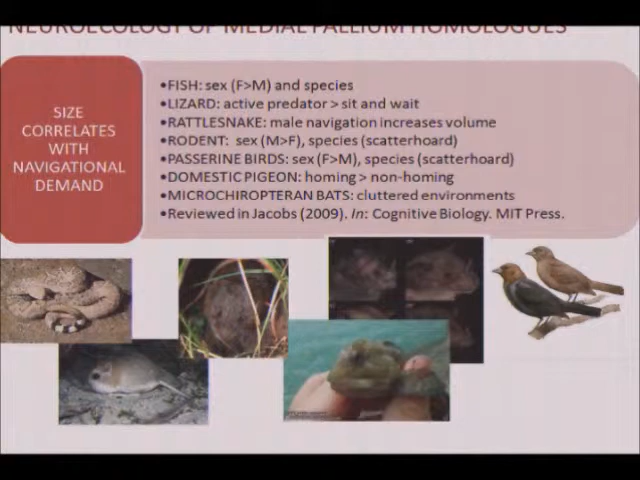 NEUROECOLOGY OF MEDIAL PALLIUM HOMOLOGUES
SIZE
CORRELATES
WITH
NAVIGATIONAL
DEMAND
•FISH: sex (F>M) and species
•LIZARD: active predator > sit and wait
•RATTLESNAKE: male navigation increases volume
•RODENT: sex (M>F), species (scatterhoard)
•PASSERINE BIRDS: sex (F>M), species (scatterhoard)
•DOMESTIC PIGEON: homing > non-homing
•MICROCHIROPTERAN BATS: cluttered environments
•Reviewed in Jacobs (2009). In: Cognitive Biology. MIT Press.